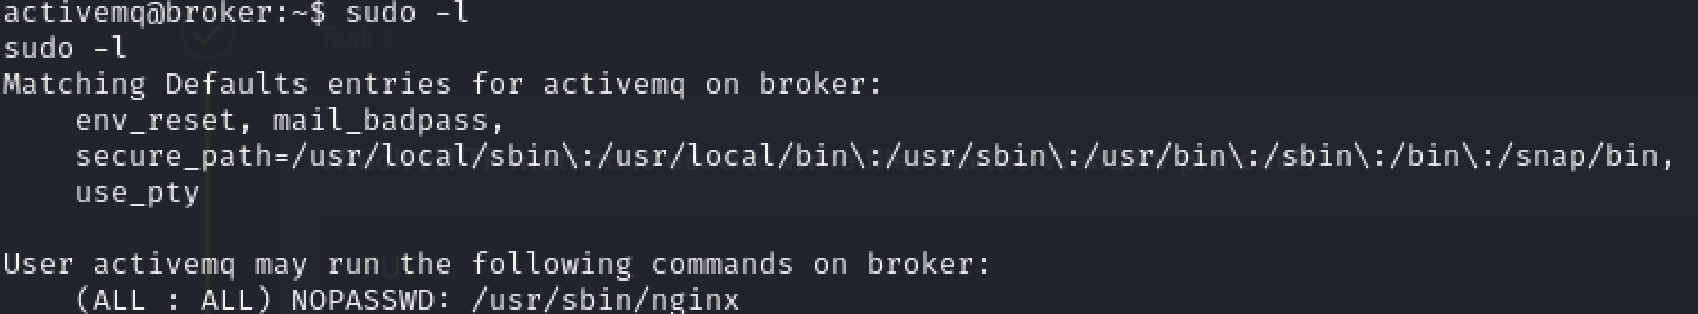 activemq@broker:~$ sudo -l
sudo -l
Task 8
Matching Defaults entries for activemq on broker:
env_reset, mail_badpass,
secure_path=/usr/local/sbin\:/usr/local/bin\:/usr/sbin\:/usr/bin\:/sbin\:/bin\:/snap/bin,
use_pty
User activemq may run the following commands on broker:
(ALL : ALL) NOPASSWD: /usr/sbin/nginx